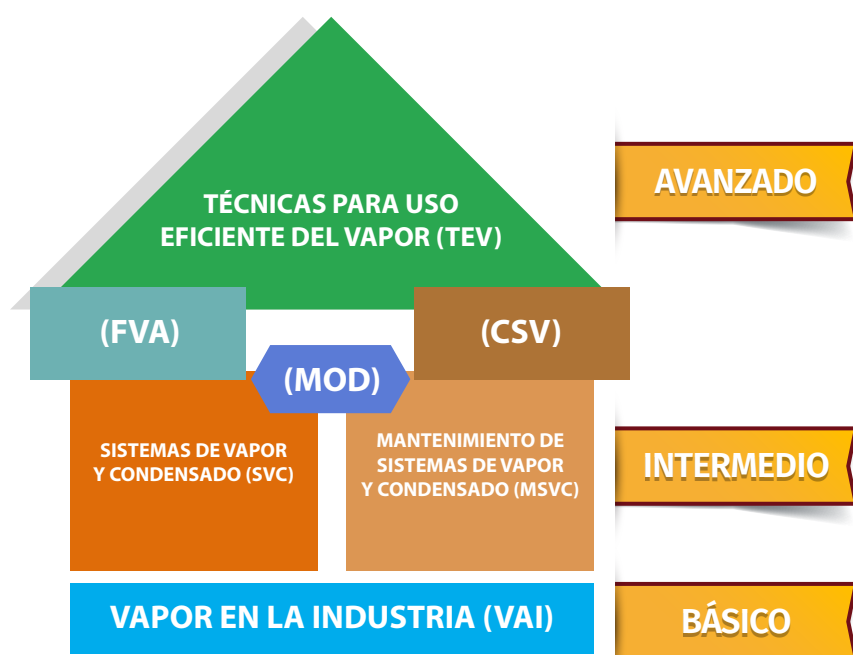 TÉCNICAS PARA USO
EFICIENTE DEL VAPOR (TEV)
AVANZADO
(FVA)
(CSV)
(MOD)
SISTEMAS DE VAPOR
Y CONDENSADO (SVC)
MANTENIMIENTO DE
SISTEMAS DE VAPOR
Y CONDENSADO (MSVC)
INTERMEDIO
VAPOR EN LA INDUSTRIA (VAI)
BÁSICO